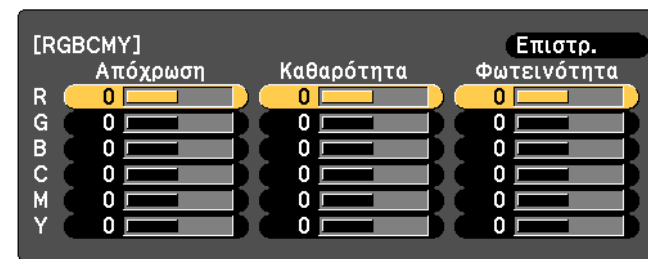 [RGBCMY] Επιστρ.
Απόχρωση Καθαρότητα Φωτεινότητα
R 0 0 0
G 0 0 0
B 0 0 0
C 0 0 0
M 0 0 0
Y 0 0 0